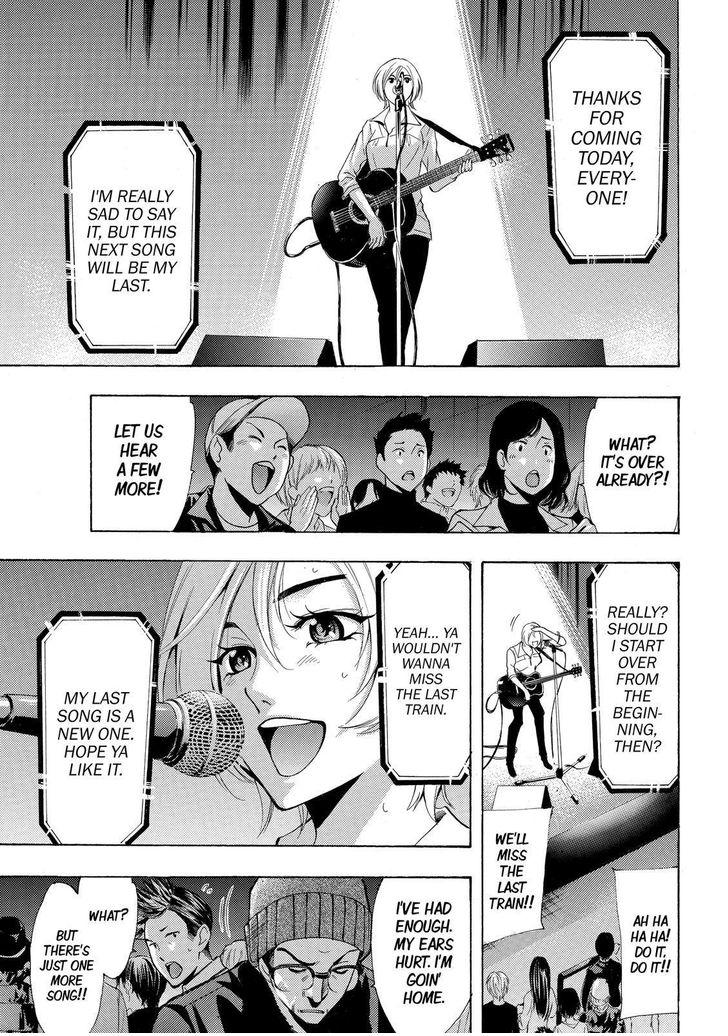 THANKS
FOR
COMING
TODAY,
EVERY-
ONE!
I'M REALLY
SAD TO SAY
IT, BUT THIS
NEXT SONG
WILL BE MY
LAST.
WHAT?
IT'S OVER
ALREADY?!
LET US
HEAR
A FEW
MORE!
REALLY?
SHOULD
I START
OVER
FROM
THE
BEGIN-
NING,
THEN?
AH HA
HA HA!
DO IT,
DO IT!!
WE'LL
MISS
THE
LAST
TRAIN!!
YEAH... YA
WOULDN'T
WANNA
MISS
THE LAST
TRAIN.
MY LAST
SONG IS A
NEW ONE.
HOPE YA
LIKE IT.
I'VE HAD
ENOUGH.
MY EARS
HURT. I'M
GOIN'
HOME.
WHAT?
BUT
THERE'S
JUST ONE
MORE
SONG!!